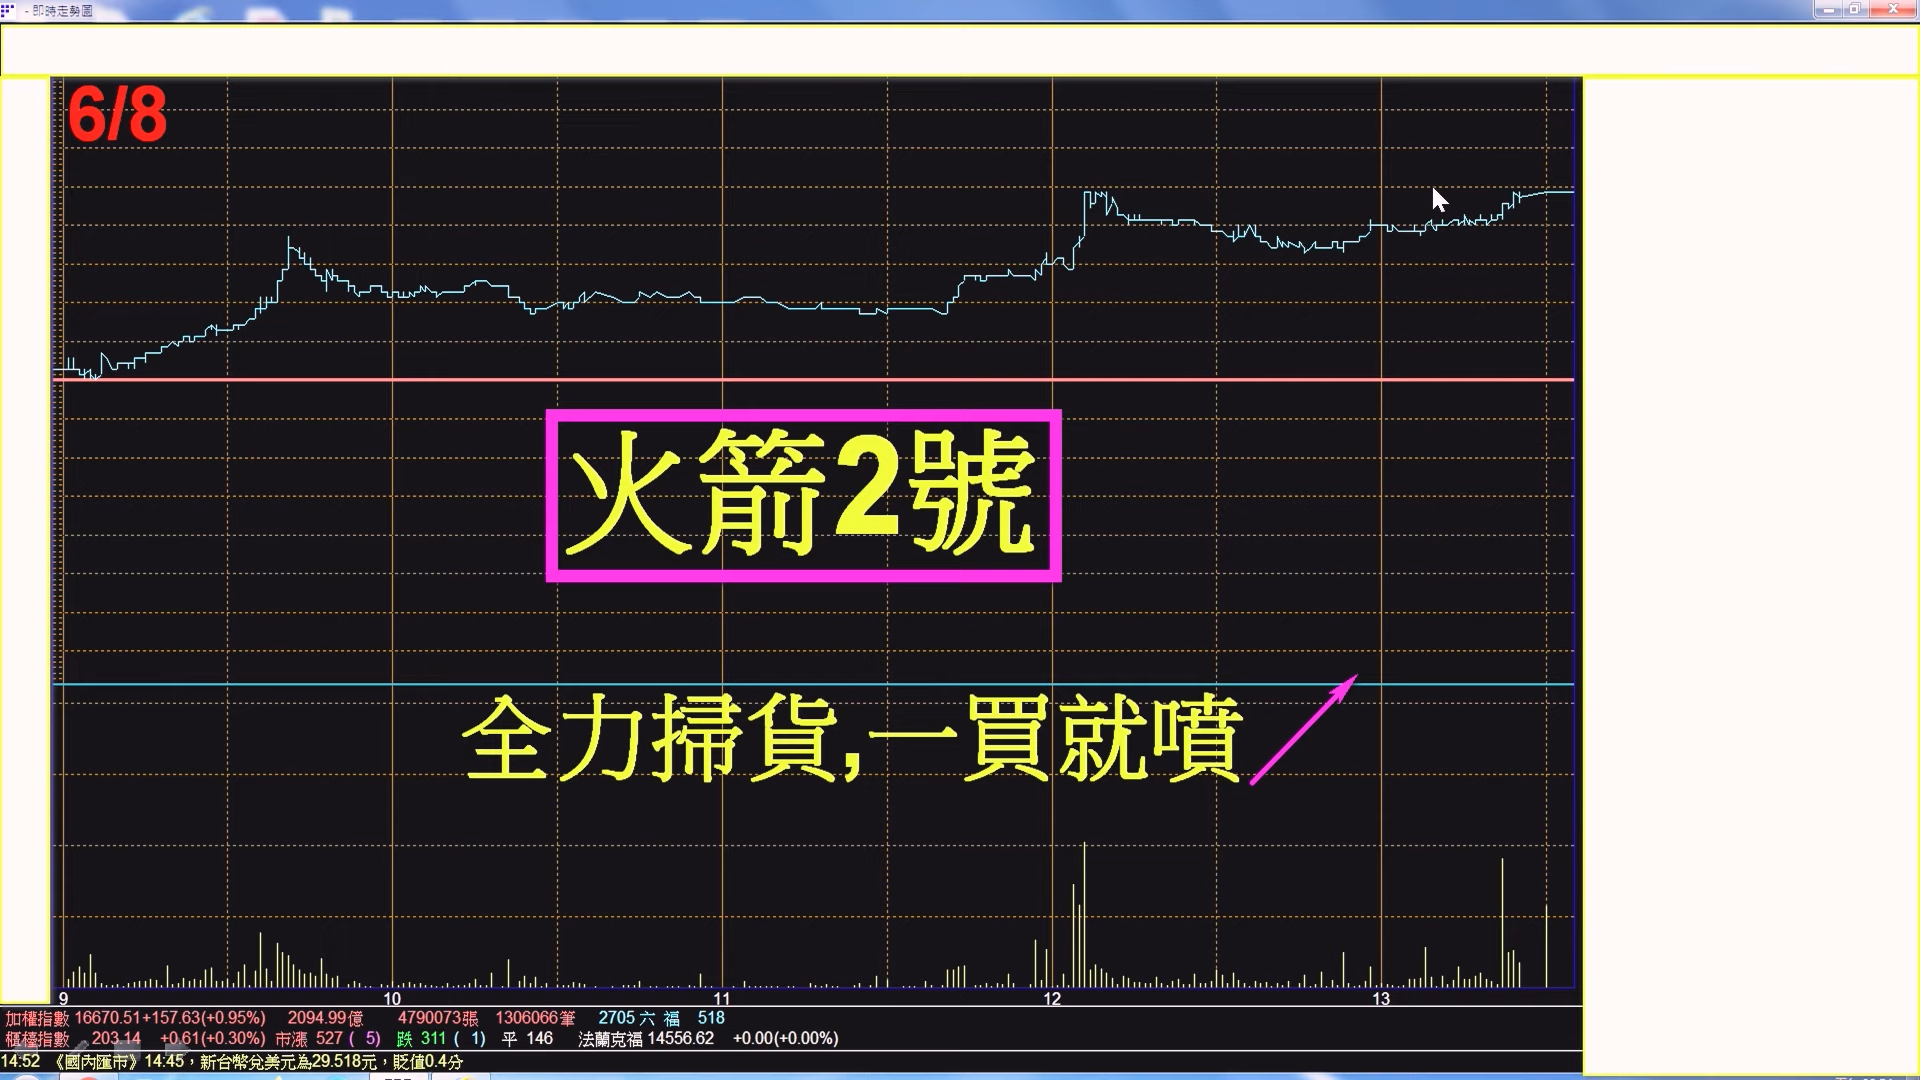 - 即時走勢圖
6/8
火箭2號
全力掃貨,一買就噴
9 10 11 12 13
加權指數 16670.51+157.63(+0.95%) 2094.99億 4790073張 1306066筆 2705 六 福 518
櫃檯指數 203.14 +0.61(+0.30%) 市漲 527 ( 5) 跌 311 ( 1) 平 146 法蘭克福 14556.62 +0.00(+0.00%)
14:52 《國內匯市》14:45，新台幣兌美元為29.518元，貶值0.4分